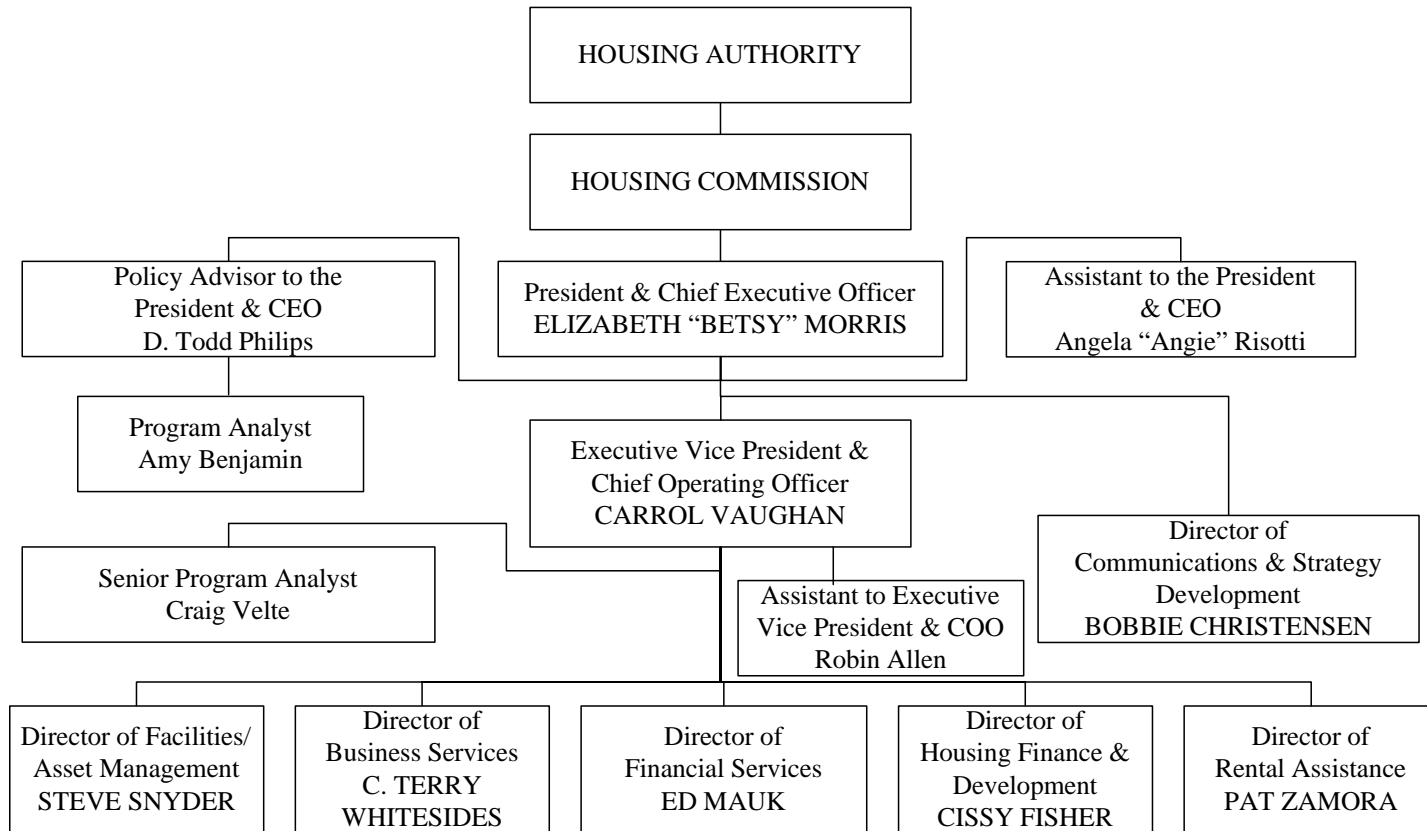 HOUSING AUTHORITY
HOUSING COMMISSION
Policy Advisor to the
President & CEO
D. Todd Philips
President & Chief Executive Officer
ELIZABETH “BETSY” MORRIS
Assistant to the President
& CEO
Angela “Angie” Risotti
Program Analyst
Amy Benjamin
Executive Vice President &
Chief Operating Officer
CARROL VAUGHAN
Director of
Communications & Strategy
Development
BOBBIE CHRISTENSEN
Senior Program Analyst
Craig Velte
Assistant to Executive
Vice President & COO
Robin Allen
Director of Facilities/
Asset Management
STEVE SNYDER
Director of
Business Services
C. TERRY
WHITESIDES
Director of
Financial Services
ED MAUK
Director of
Housing Finance &
Development
CISSY FISHER
Director of
Rental Assistance
PAT ZAMORA